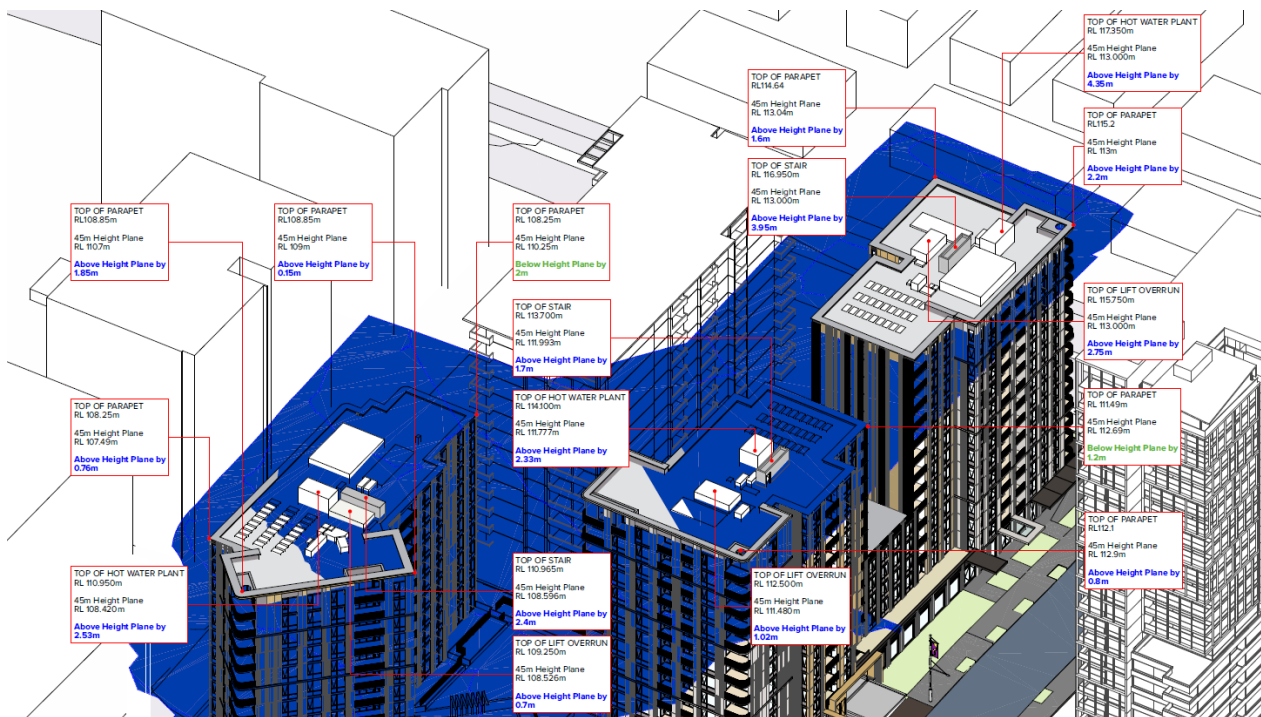 TOP OF HOT WATER PLANT
RL 117.350m
45m Height Plane
RL 113.000m
Above Height Plane by
4.35m
TOP OF PARAPET
RL114.64
45m Height Plane
RL 113.04m
Above Height Plane by
1.6m
TOP OF PARAPET
RL115.2
45m Height Plane
RL 113m
Above Height Plane by
2.2m
TOP OF STAIR
RL 116.950m
45m Height Plane
RL 113.000m
Above Height Plane by
3.95m
TOP OF PARAPET
RL108.85m
45m Height Plane
RL 110.7m
Above Height Plane by
1.85m
TOP OF PARAPET
RL108.85m
45m Height Plane
RL 109m
Above Height Plane by
0.15m
TOP OF PARAPET
RL 108.25m
45m Height Plane
RL 110.25m
Below Height Plane by
2m
TOP OF LIFT OVERRUN
RL 115.750m
45m Height Plane
RL 113.000m
Above Height Plane by
2.75m
TOP OF STAIR
RL 113.700m
45m Height Plane
RL 111.993m
Above Height Plane by
1.7m
TOP OF PARAPET
RL 108.25m
45m Height Plane
RL 107.49m
Above Height Plane by
0.76m
TOP OF HOT WATER PLANT
RL 114.100m
45m Height Plane
RL 111.777m
Above Height Plane by
2.33m
TOP OF PARAPET
RL 111.49m
45m Height Plane
RL 112.69m
Below Height Plane by
1.2m
TOP OF PARAPET
RL112.1
45m Height Plane
RL 112.9m
Above Height Plane by
0.8m
TOP OF HOT WATER PLANT
RL 110.950m
45m Height Plane
RL 108.420m
Above Height Plane by
2.53m
TOP OF STAIR
RL 110.965m
45m Height Plane
RL 108.596m
Above Height Plane by
2.4m
TOP OF LIFT OVERRUN
RL 112.500m
45m Height Plane
RL 111.480m
Above Height Plane by
1.02m
TOP OF LIFT OVERRUN
RL 109.250m
45m Height Plane
RL 108.526m
Above Height Plane by
0.7m